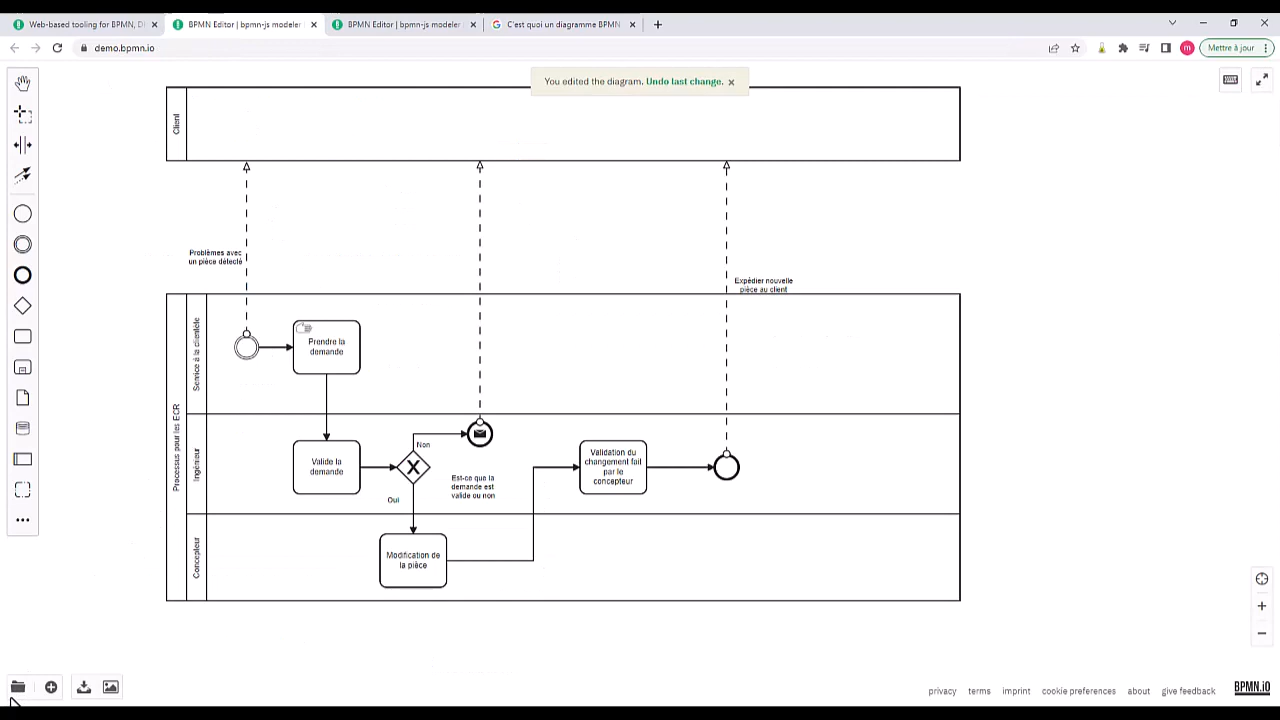 Web-based tooling for BPMN, D
BPMN Editor | bpmn-js modeler
BPMN Editor | bpmn-js modeler
C'est quoi un diagramme BPMN
demo.bpmn.io
m
Mettre à jour
You edited the diagram. Undo last change.
Client
Problèmes avec
un pièce détecté
Expédier nouvelle
pièce au client
Processus pour les ECR
Service à la clientèle
Prendre la
demande
Ingénieur
Valide la
demande
X
Non
Oui
Est-ce que la
demande est
valide ou non
Validation du
changement fait
par le
concepteur
Concepteur
Modification de
la pièce
privacy
terms
imprint
cookie preferences
about
give feedback
BPMN.iO